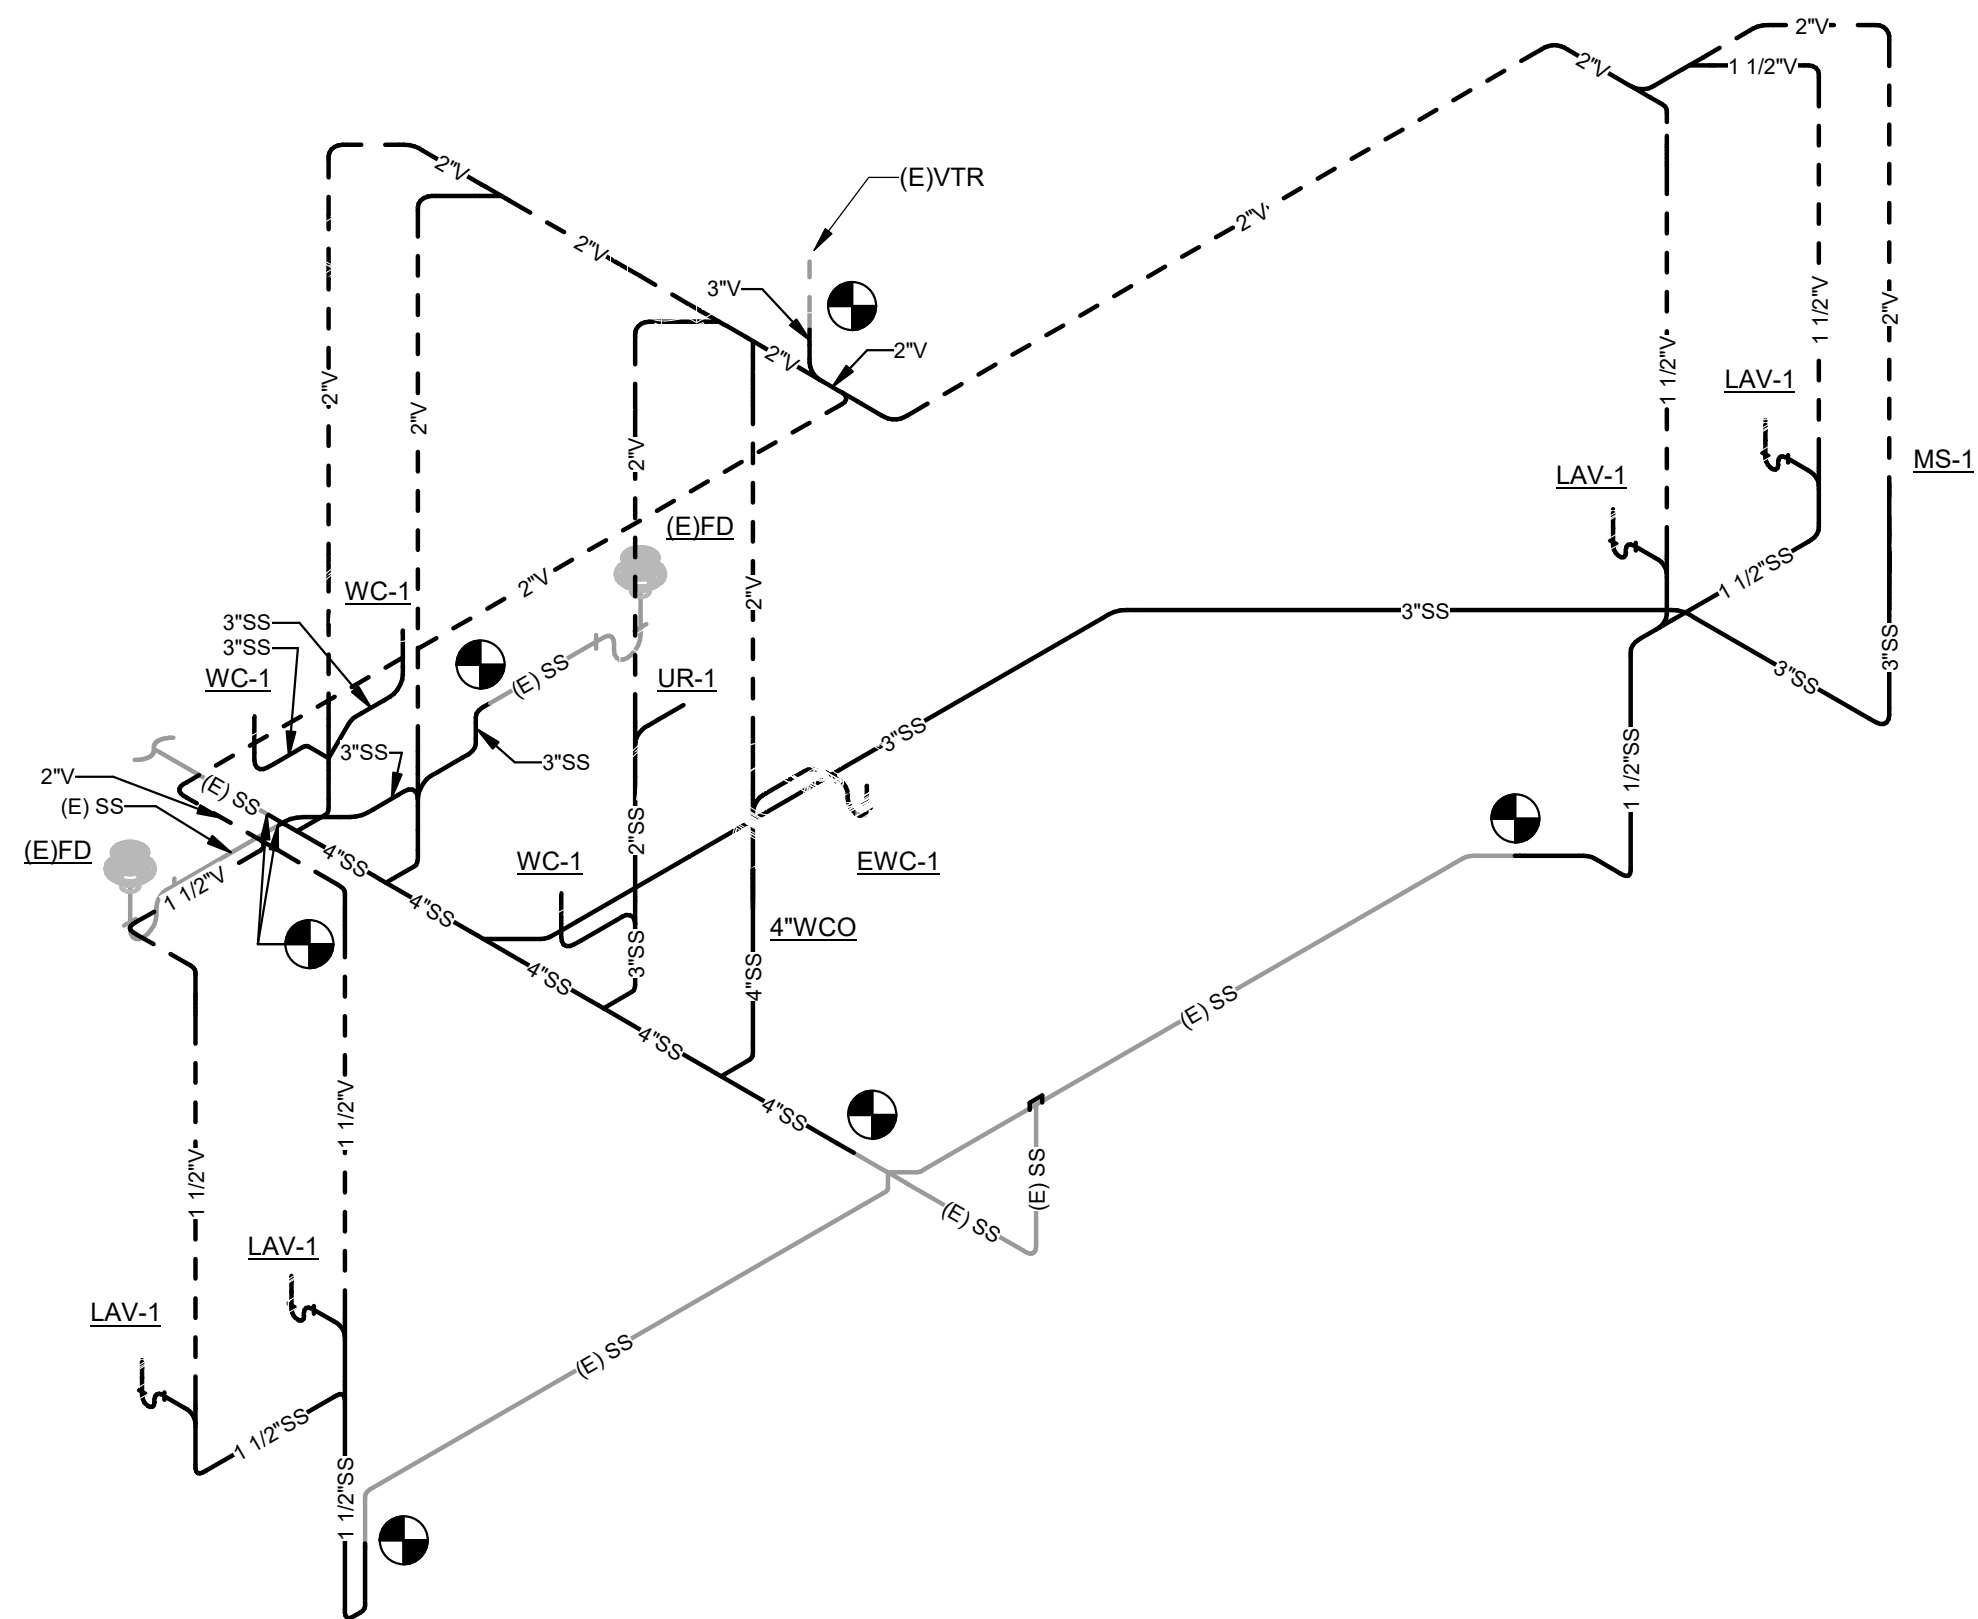 2"V
1 1/2"V
2"V
2"V
(E)VTR
2"V
2"V
3"V
2"V
2"V
2"V
1 1/2"V
2"V
1 1/2"V
LAV-1
2"V
2"V
2"V
MS-1
LAV-1
(E)FD
2"V
WC-1
2"V
1 1/2"SS
3"SS
3"SS
3"SS
WC-1
(E) SS
UR-1
3"SS
3"SS
3"SS
3"SS
3"SS
1 1/2"SS
2"V
(E) SS
(E) SS
2"SS
(E)FD
4"SS
WC-1
EWC-1
1 1/2"V
4"SS
4"WCO
3"SS
4"SS
4"SS
(E) SS
4"SS
1 1/2"V
4"SS
1 1/2"V
(E) SS
(E) SS
LAV-1
LAV-1
(E) SS
1 1/2"SS
1 1/2"SS